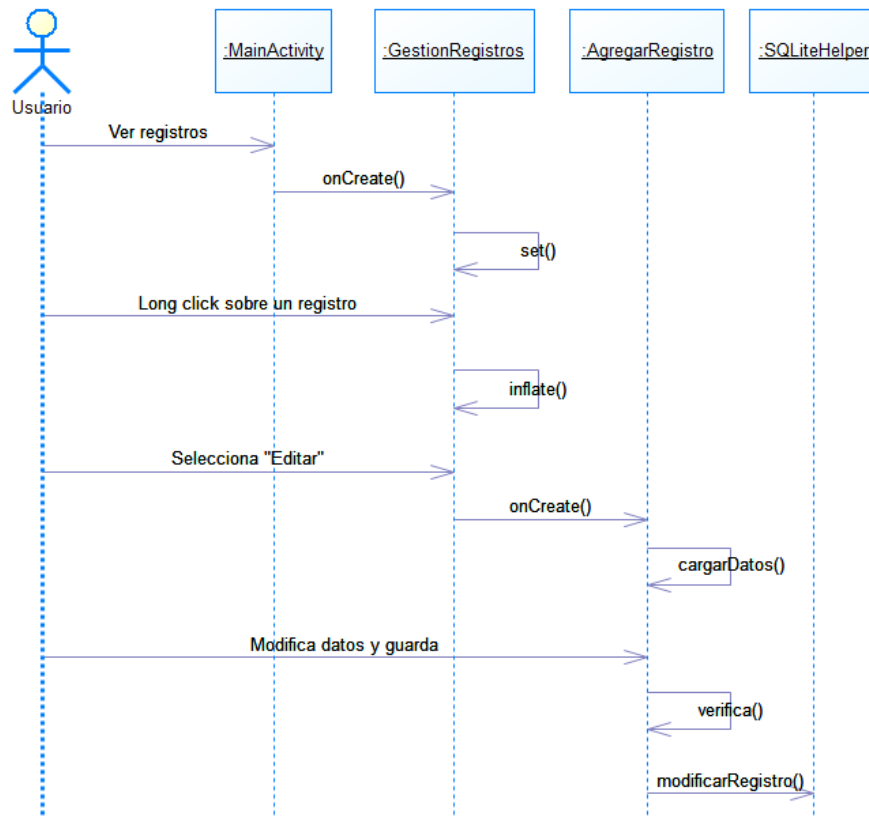 :MainActivity
:GestionRegistros
:AgregarRegistro
:SQLiteHelper
Usuario
Ver registros
onCreate()
set()
Long click sobre un registro
inflate()
Selecciona "Editar"
onCreate()
cargarDatos()
Modifica datos y guarda
verifica()
modificarRegistro()